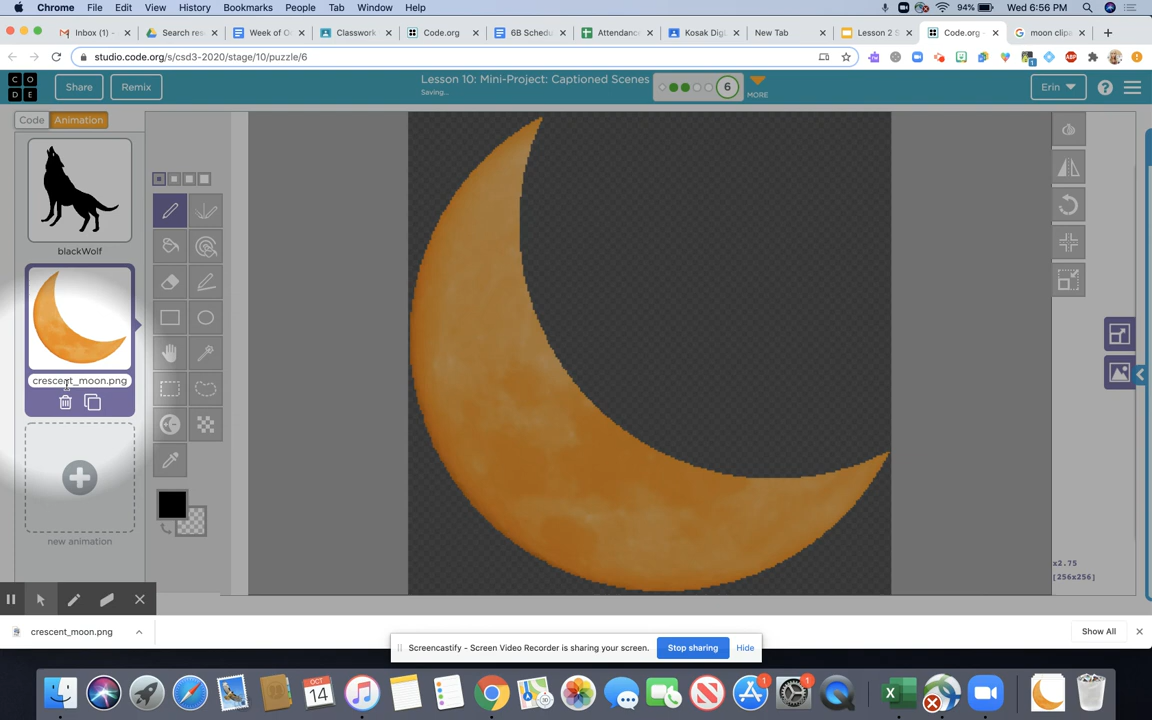 Chrome File Edit View History Bookmarks People Tab Window Help 94% Wed 6:56 PM
Inbox (1) - Search res Week of O Classwork Code.org 6B Schedu Attendanc Kosak Dig New Tab Lesson 2 S Code.org - moon clipa
studio.code.org/s/csd3-2020/stage/10/puzzle/6
C O
D E
Share
Remix
Lesson 10: Mini-Project: Captioned Scenes
Saving...
6
MORE
Erin
?
Code Animation
blackWolf
crescent_moon.png
new animation
x2.75
[256x256]
crescent_moon.png
Show All
Screencastify - Screen Video Recorder is sharing your screen.
Stop sharing
Hide
OCT
14
1
1